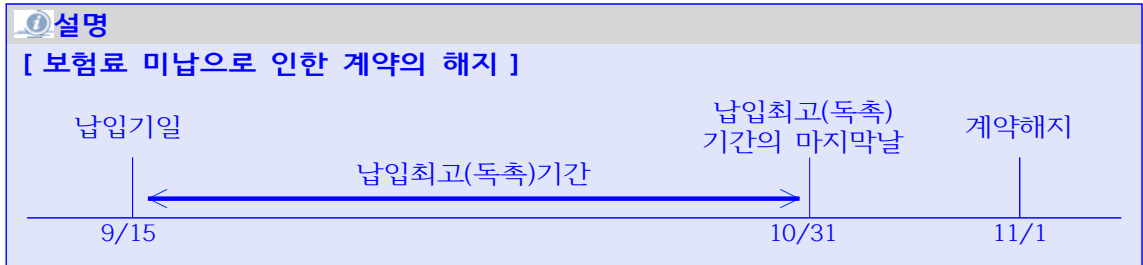 설명
[ 보험료 미납으로 인한 계약의 해지 ]
납입기일
납입최고(독촉)
기간의 마지막날
계약해지
납입최고(독촉)기간
9/15
10/31
11/1